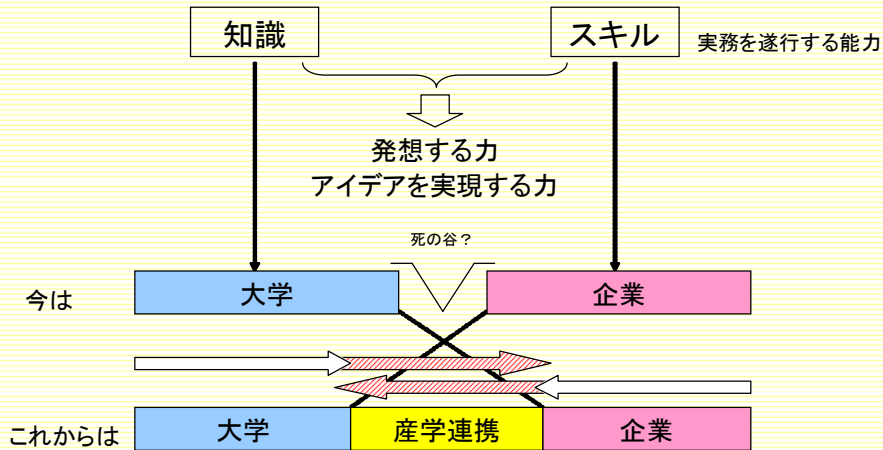 知識
スキル
実務を遂行する能力
発想する力
アイデアを実現する力
死の谷？
今は
大学
企業
これからは
大学
産学連携
企業